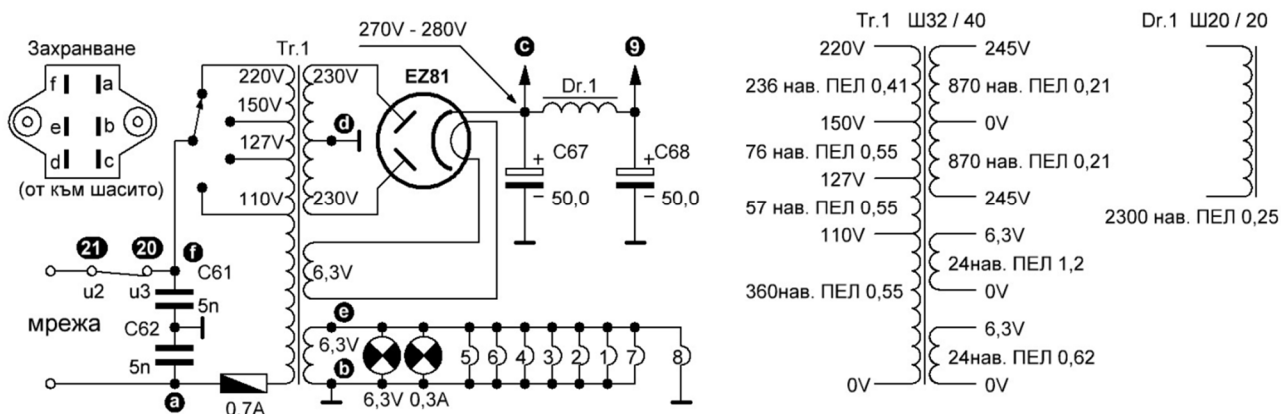 Захранване
f
a
e
b
d
c
(от към шасито)
21
20
f
u2
u3
C61
5n
мрежа
C62
5n
a
0.7A
Tr.1
220V
150V
127V
110V
230V
d
230V
6,3V
e
6,3V
b
6,3V 0,3A
270V - 280V
EZ81
c
9
Dr.1
+
C67
−
50,0
+
C68
−
50,0
5
6
4
3
2
1
7
8
Tr.1 Ш32 / 40
220V
236 нав. ПЕЛ 0,41
150V
76 нав. ПЕЛ 0,55
127V
57 нав. ПЕЛ 0,55
110V
360нав. ПЕЛ 0,55
0V
245V
870 нав. ПЕЛ 0,21
0V
870 нав. ПЕЛ 0,21
245V
6,3V
24нав. ПЕЛ 1,2
0V
6,3V
24нав. ПЕЛ 0,62
0V
Dr.1 Ш20 / 20
2300 нав. ПЕЛ 0,25